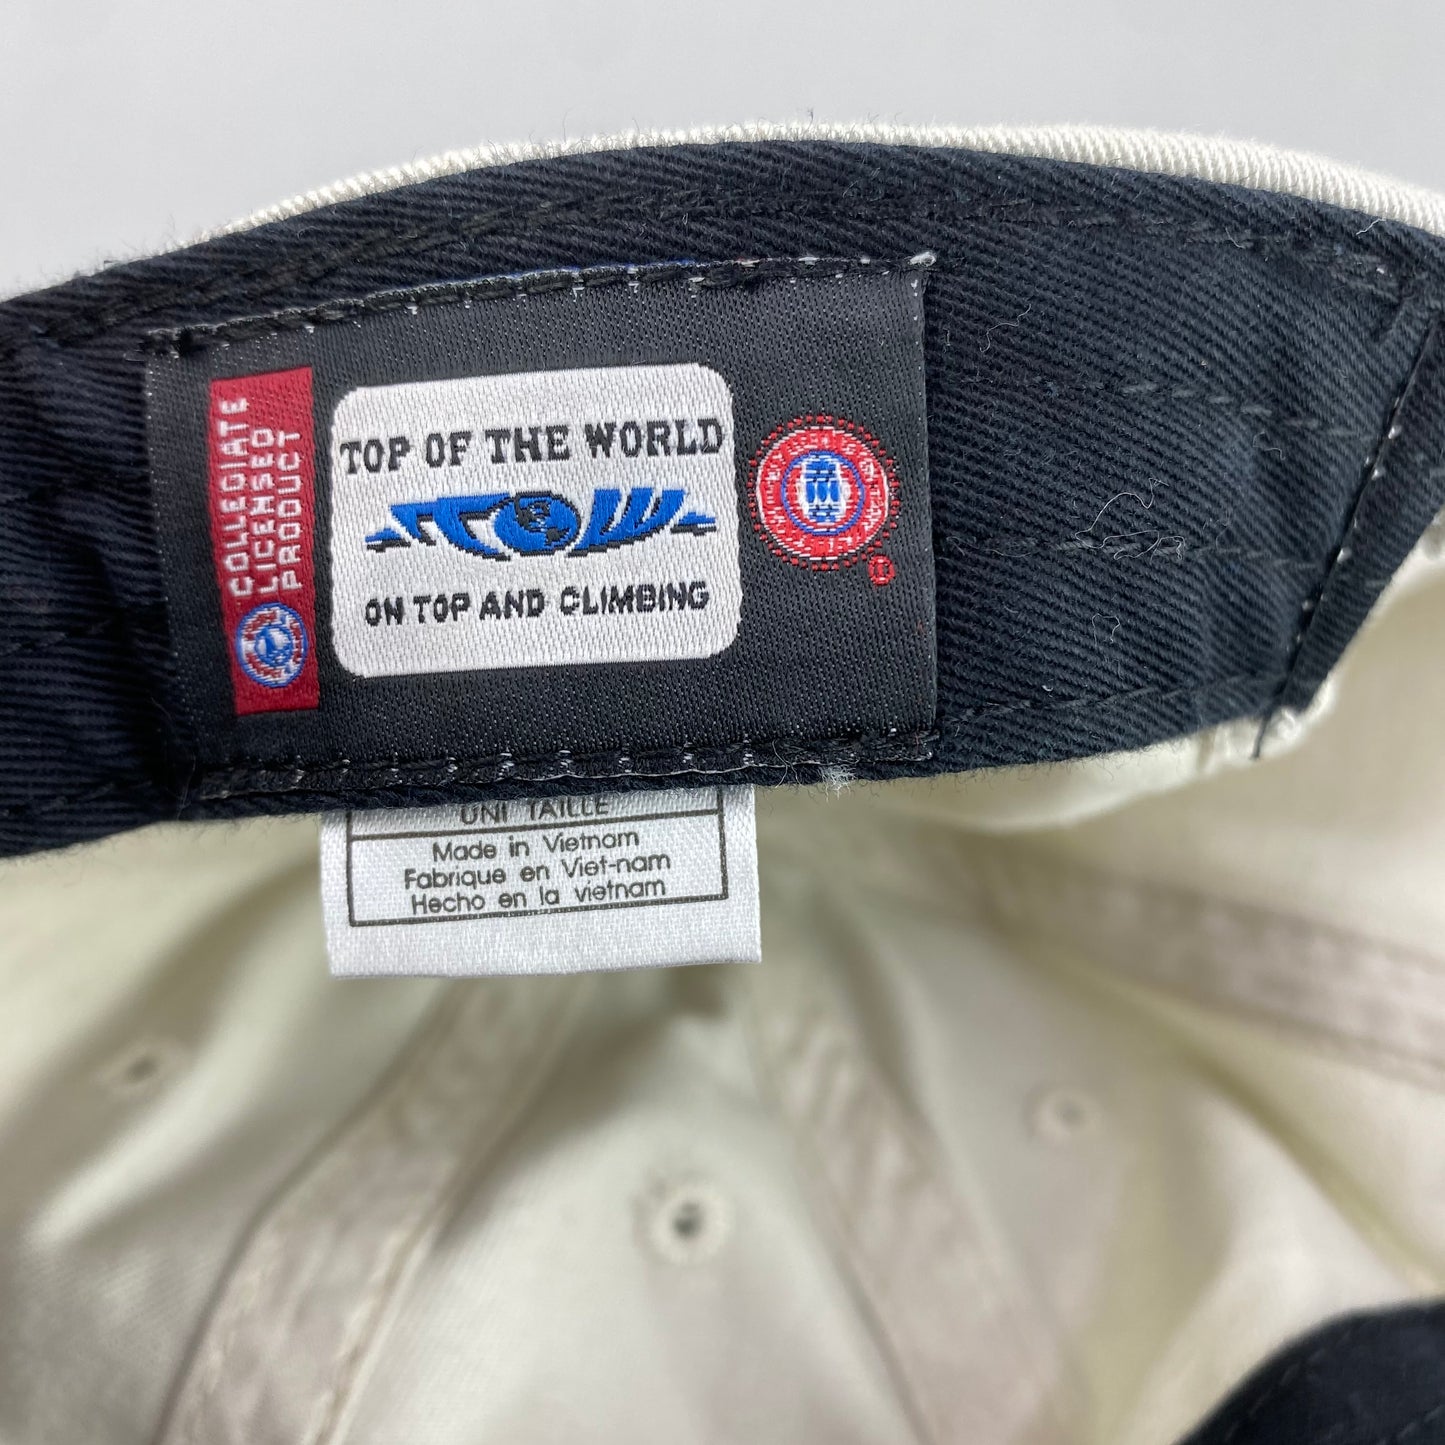 COLLEGIATE
LICENSED
PRODUCT
TOP OF THE WORLD
TOW
ON TOP AND CLIMBING
®
UNI TAILLE
Made in Vietnam
Fabrique en Viet-nam
Hecho en la vietnam